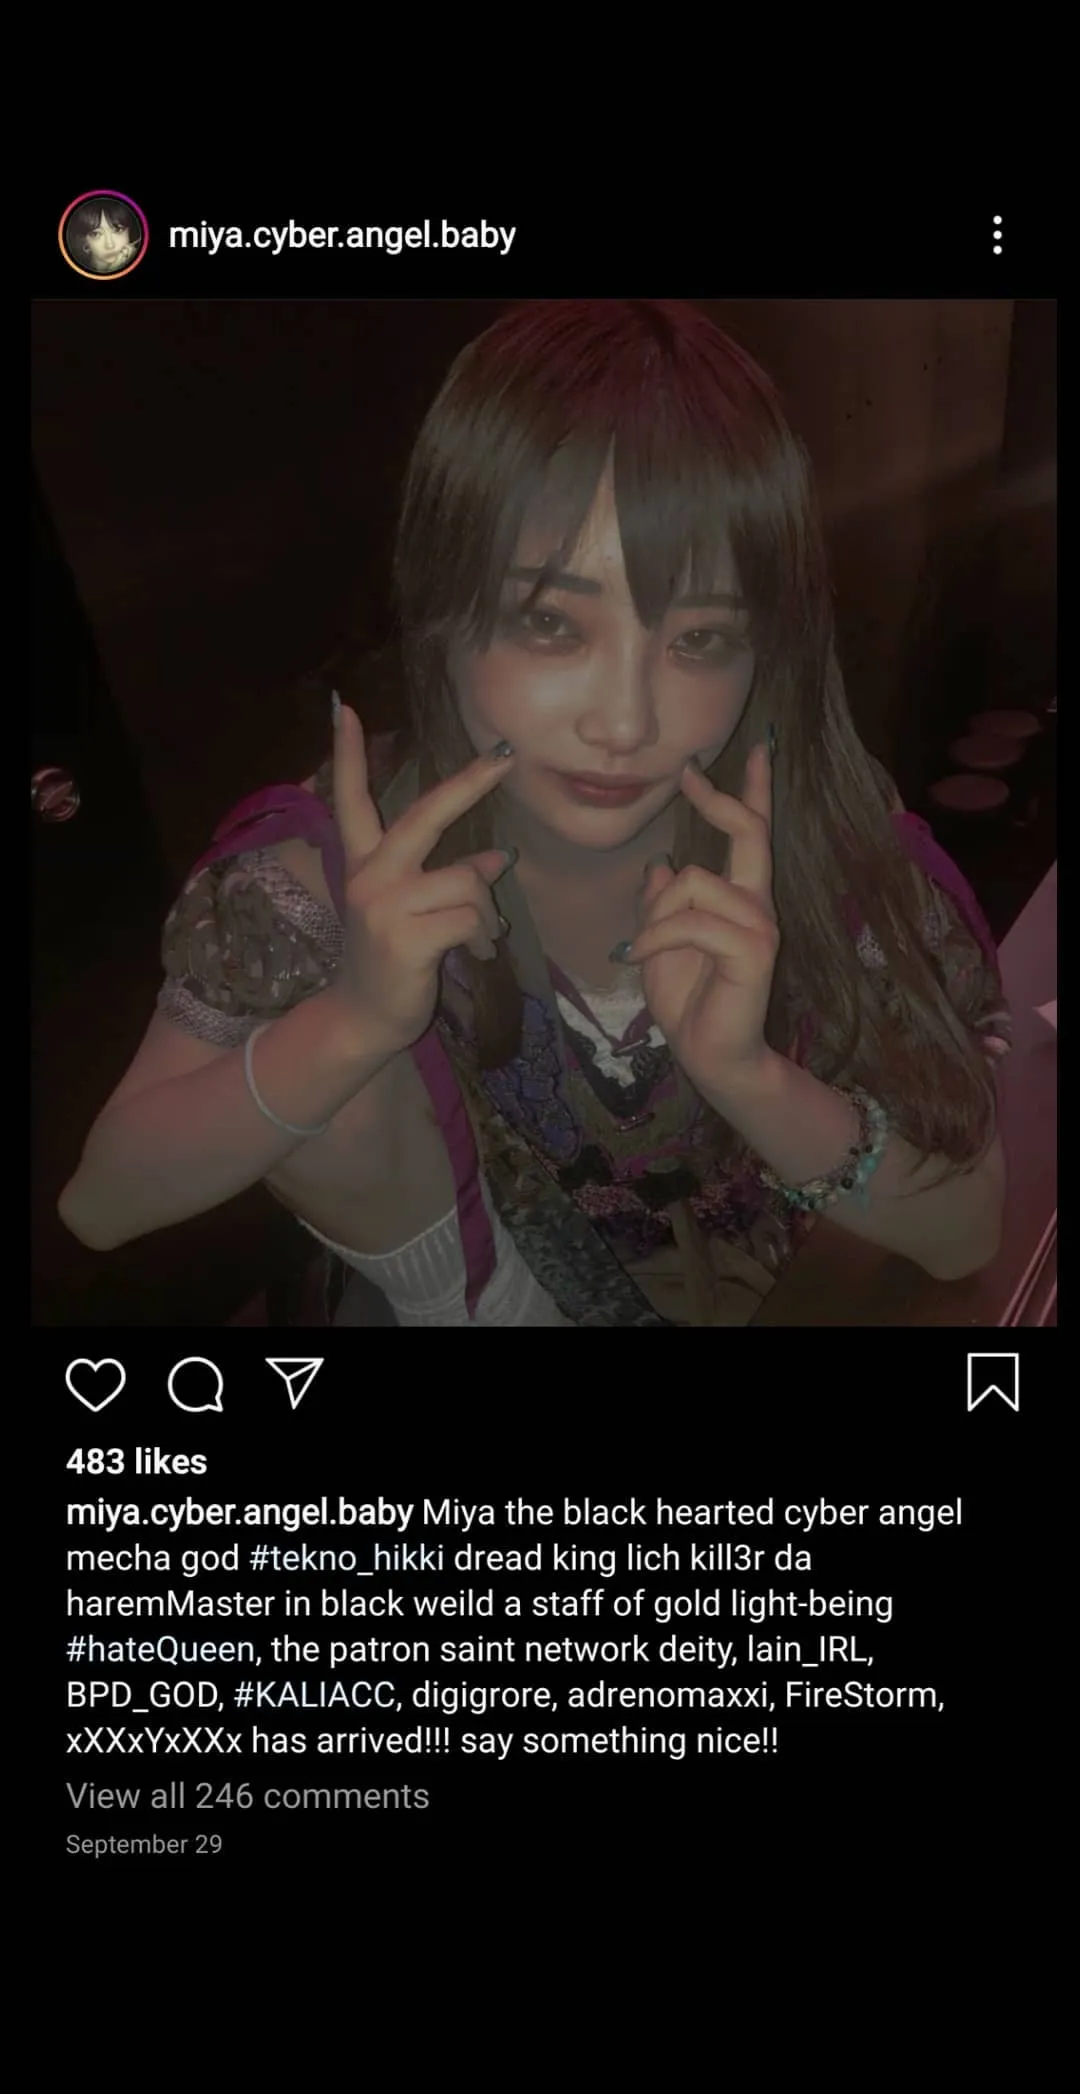 miya.cyber.angel.baby
483 likes
miya.cyber.angel.baby Miya the black hearted cyber angel
mecha god #tekno_hikki dread king lich kill3r da
haremMaster in black weild a staff of gold light-being
#hateQueen, the patron saint network deity, lain_IRL,
BPD_GOD, #KALIACC, digigrore, adrenomaxxi, FireStorm,
xXXxYxXXx has arrived!!! say something nice!!
View all 246 comments
September 29